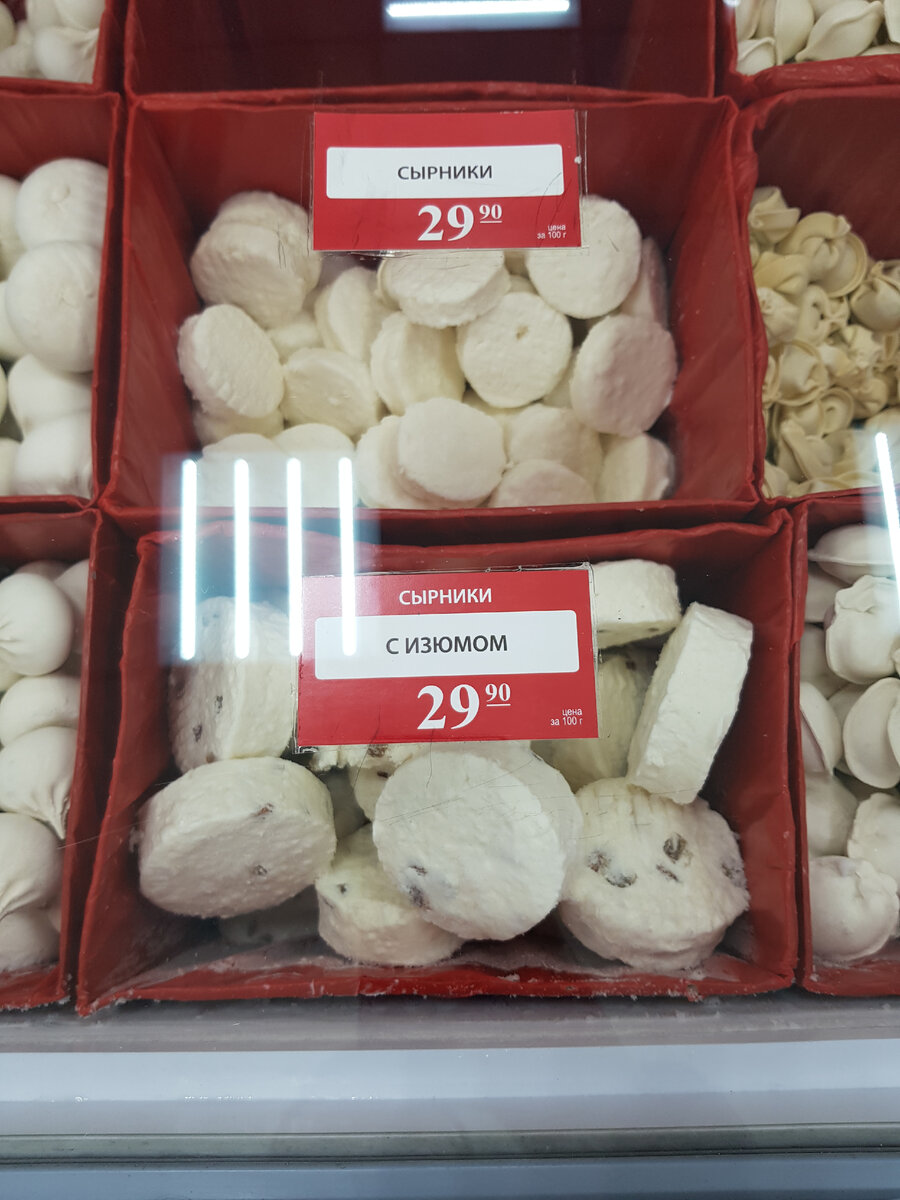 СЫРНИКИ
29 90
цена
за 100 г
СЫРНИКИ
С ИЗЮМОМ
29 90
цена
за 100 г